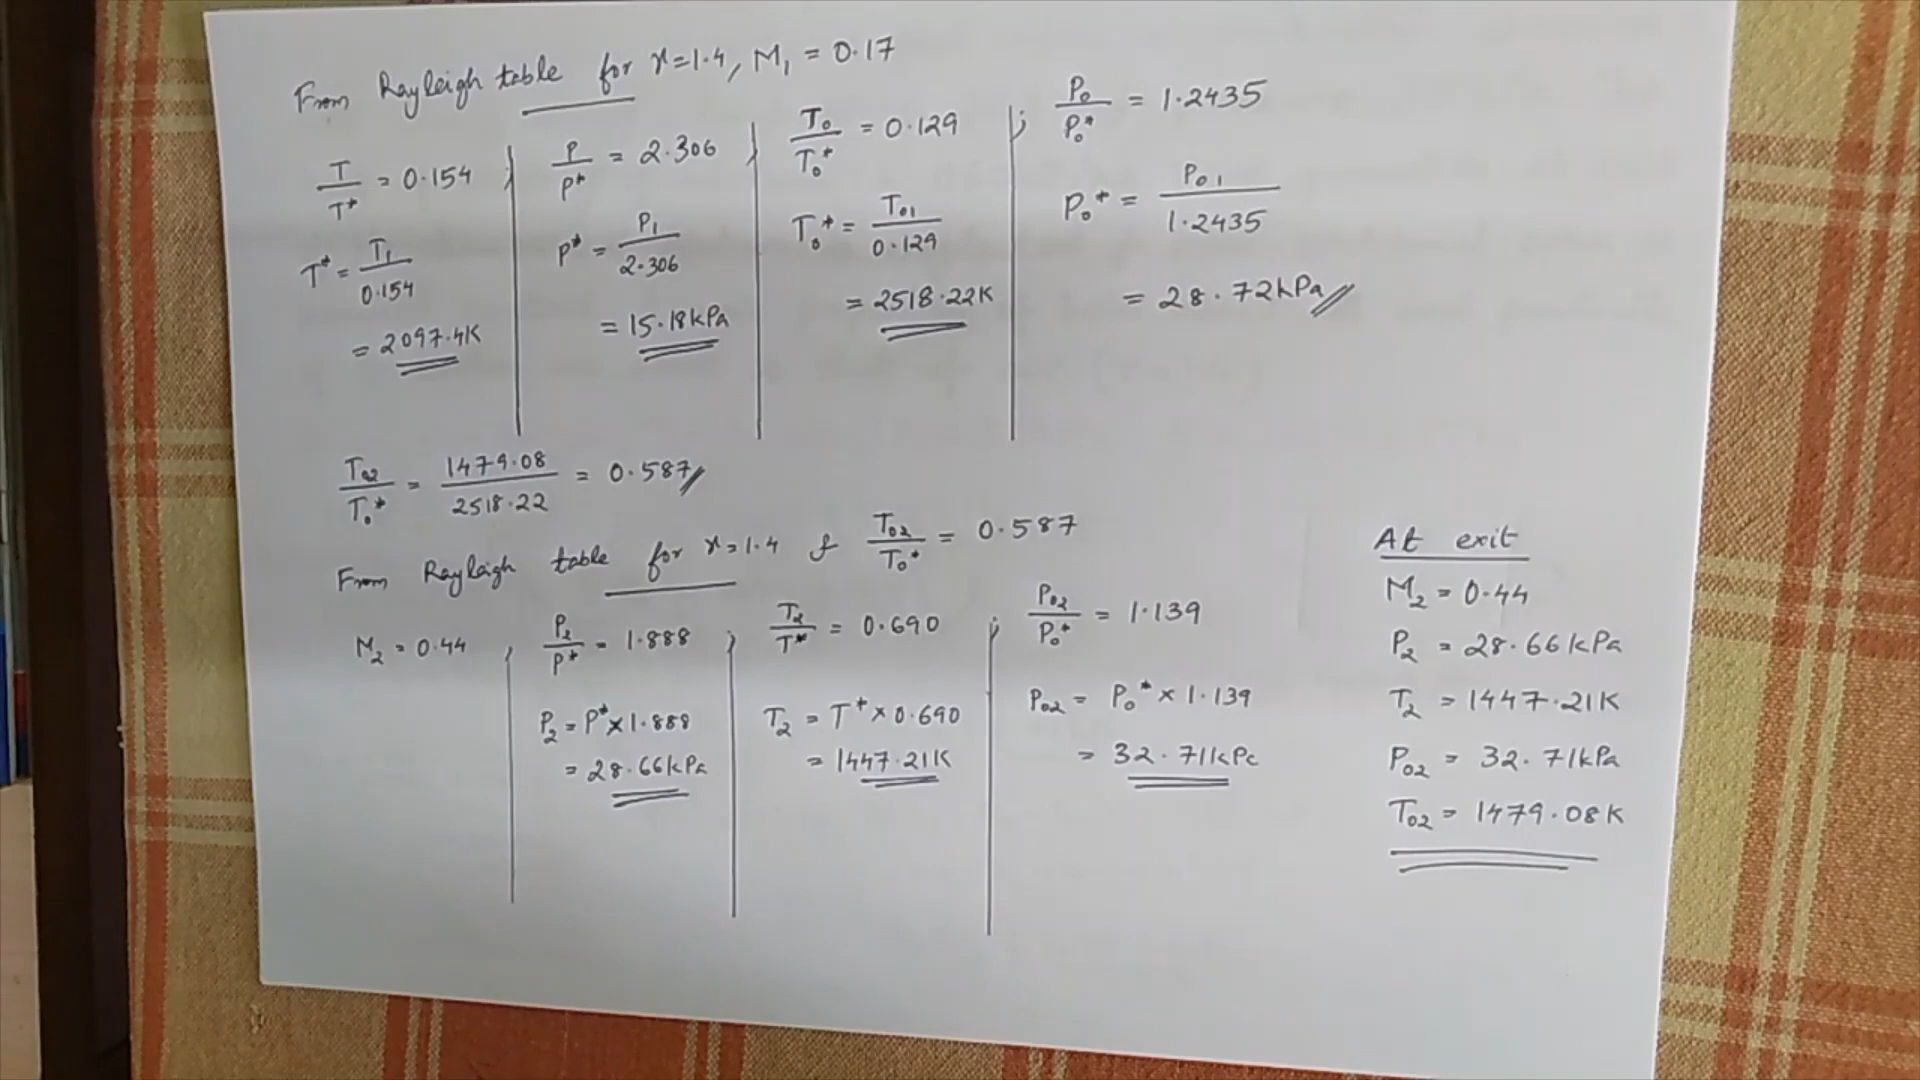 From Rayleigh table for γ=1.4, M₁ = 0.17
T/T* = 0.154 ; P/P* = 2.306 ; T₀/T₀* = 0.129 ; P₀/P₀* = 1.2435
T* = T₁/0.154
= 2097.4K
P* = P₁/2.306
= 15.18kPa
T₀* = T₀₁/0.129
= 2518.22K
P₀* = P₀₁/1.2435
= 28.72kPa
T₀₂/T₀* = 1479.08/2518.22 = 0.587
From Rayleigh table for γ=1.4 & T₀₂/T₀* = 0.587
M₂ = 0.44 ; P₂/P* = 1.888 ; T₂/T* = 0.690 ; P₀₂/P₀* = 1.139
P₂ = P* × 1.888
= 28.66kPa
T₂ = T* × 0.690
= 1447.21K
P₀₂ = P₀* × 1.139
= 32.71kPa
At exit
M₂ = 0.44
P₂ = 28.66kPa
T₂ = 1447.21K
P₀₂ = 32.71kPa
T₀₂ = 1479.08K